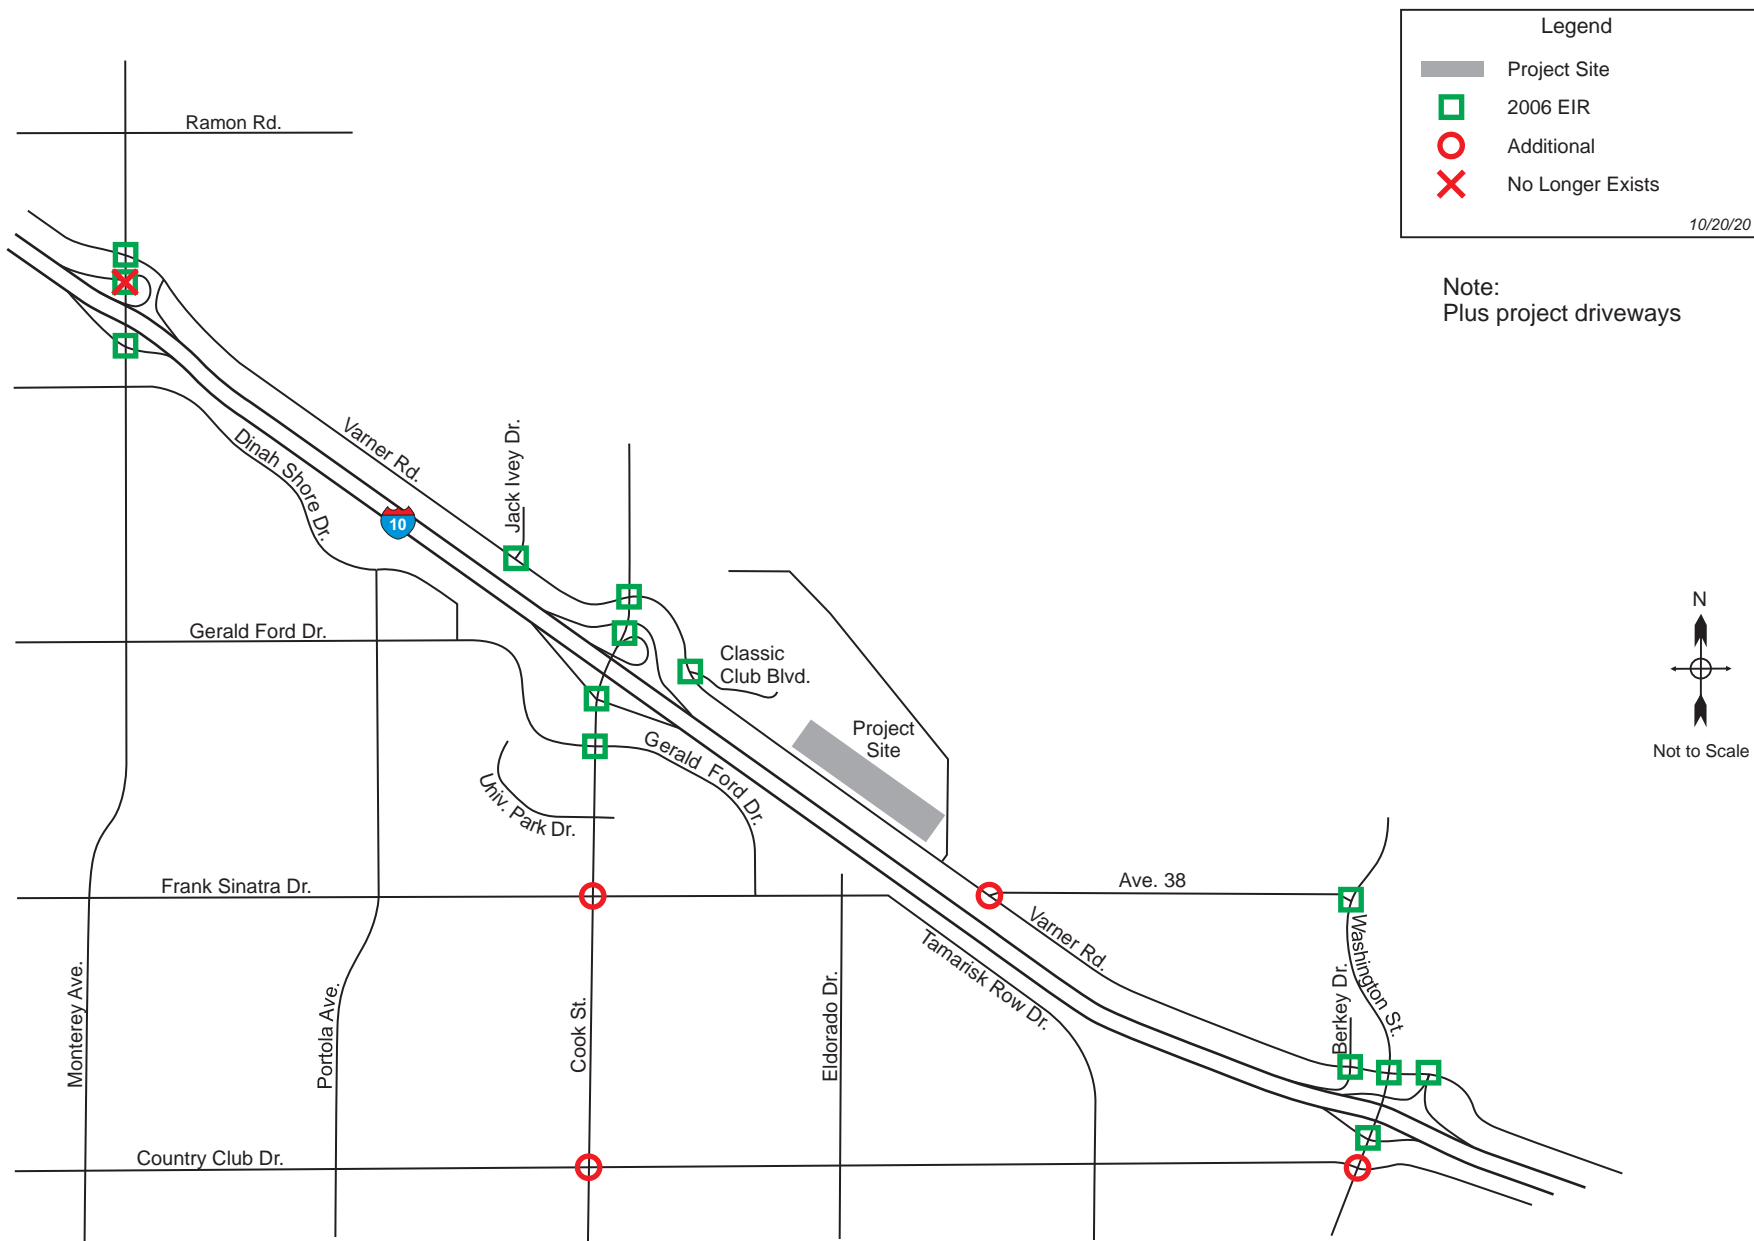 Legend
Project Site
2006 EIR
Additional
No Longer Exists
10/20/20
Note:
Plus project driveways
Ramon Rd.
Varner Rd.
Dinah Shore Dr.
10
Jack Ivey Dr.
Gerald Ford Dr.
Classic
Club Blvd.
Project
Site
N
Not to Scale
Gerald Ford Dr.
Univ. Park Dr.
Frank Sinatra Dr.
Ave. 38
Varner Rd.
Tamarisk Row Dr.
Washington St.
Berkey Dr.
Monterey Ave.
Portola Ave.
Cook St.
Eldorado Dr.
Country Club Dr.